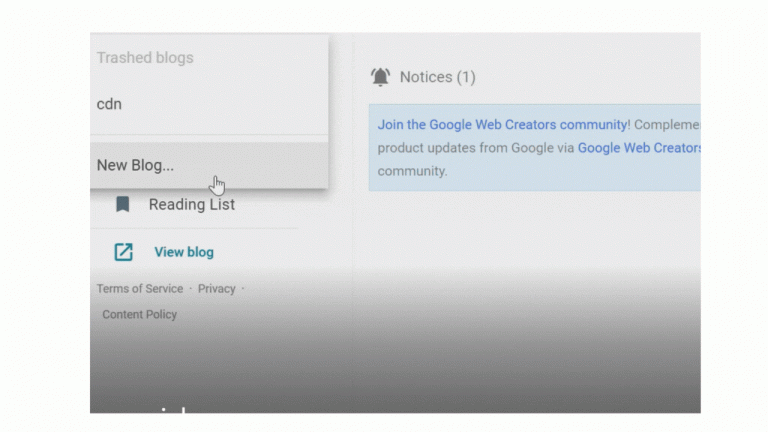 Trashed blogs
cdn
New Blog...
Reading List
View blog
Terms of Service · Privacy ·
Content Policy
Notices (1)
Join the Google Web Creators community!
product updates from Google via Google Web Creators
community.